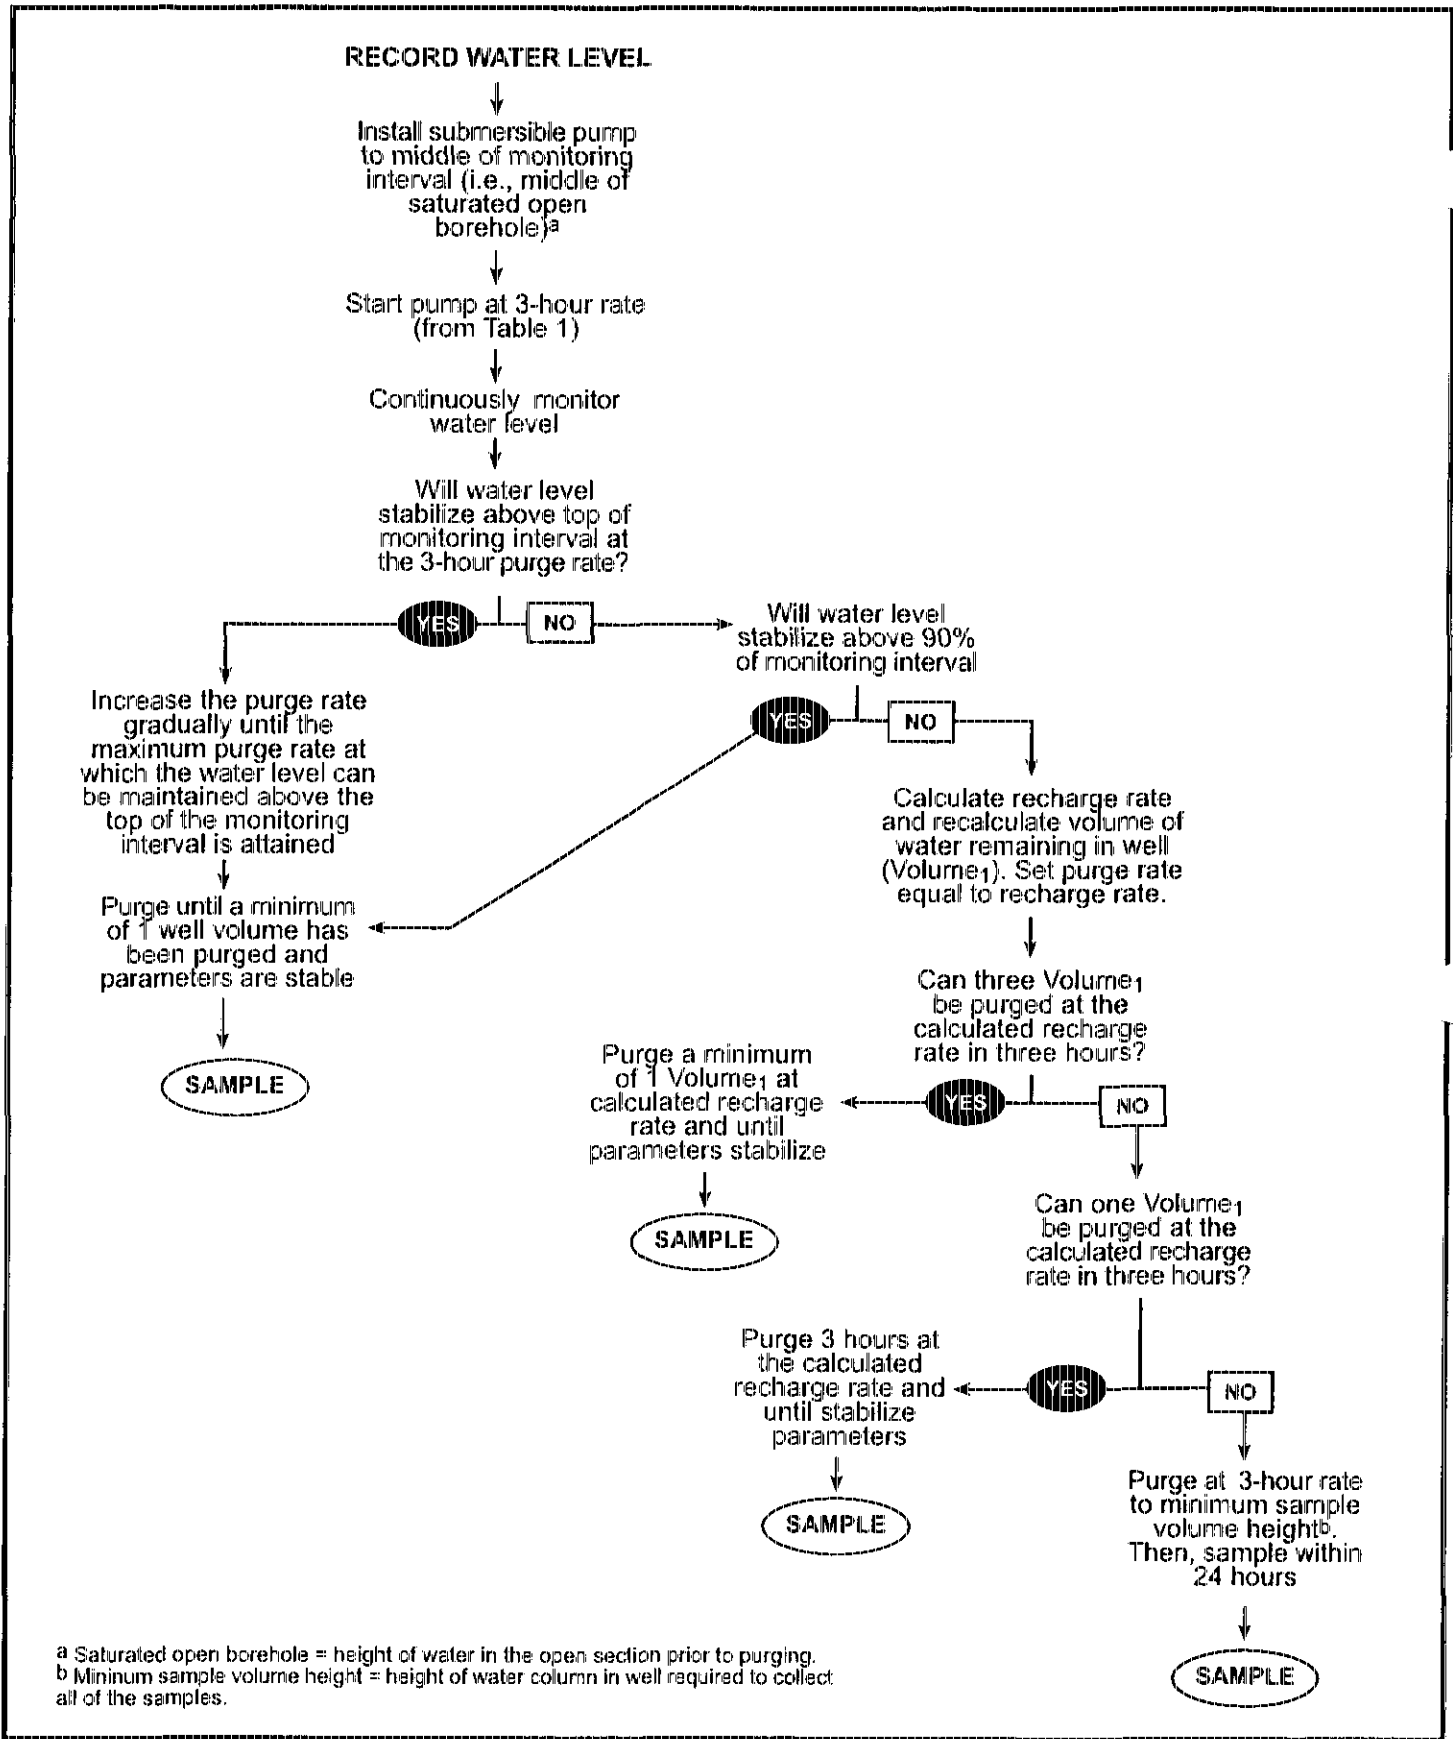 RECORD WATER LEVEL
Install submersible pump
to middle of monitoring
interval (i.e., middle of
saturated open
borehole)a
Start pump at 3-hour rate
(from Table 1)
Continuously monitor
water level
Will water level
stabilize above top of
monitoring interval at
the 3-hour purge rate?
YES
NO
Will water level
stabilize above 90%
of monitoring interval
Increase the purge rate
gradually until the
maximum purge rate at
which the water level can
be maintained above the
top of the monitoring
interval is attained
YES
NO
Purge until a minimum
of 1 well volume has
been purged and
parameters are stable
SAMPLE
Calculate recharge rate
and recalculate volume of
water remaining in well
(Volume1). Set purge rate
equal to recharge rate.
Can three Volume1
be purged at the
calculated recharge
rate in three hours?
YES
NO
Purge a minimum
of 1 Volume1 at
calculated recharge
rate and until
parameters stabilize
SAMPLE
Can one Volume1
be purged at the
calculated recharge
rate in three hours?
YES
NO
Purge 3 hours at
the calculated
recharge rate and
until stabilize
parameters
SAMPLE
Purge at 3-hour rate
to minimum sample
volume heightb.
Then, sample within
24 hours
SAMPLE
a Saturated open borehole = height of water in the open section prior to purging.
b Mininum sample volume height = height of water column in well required to collect
all of the samples.